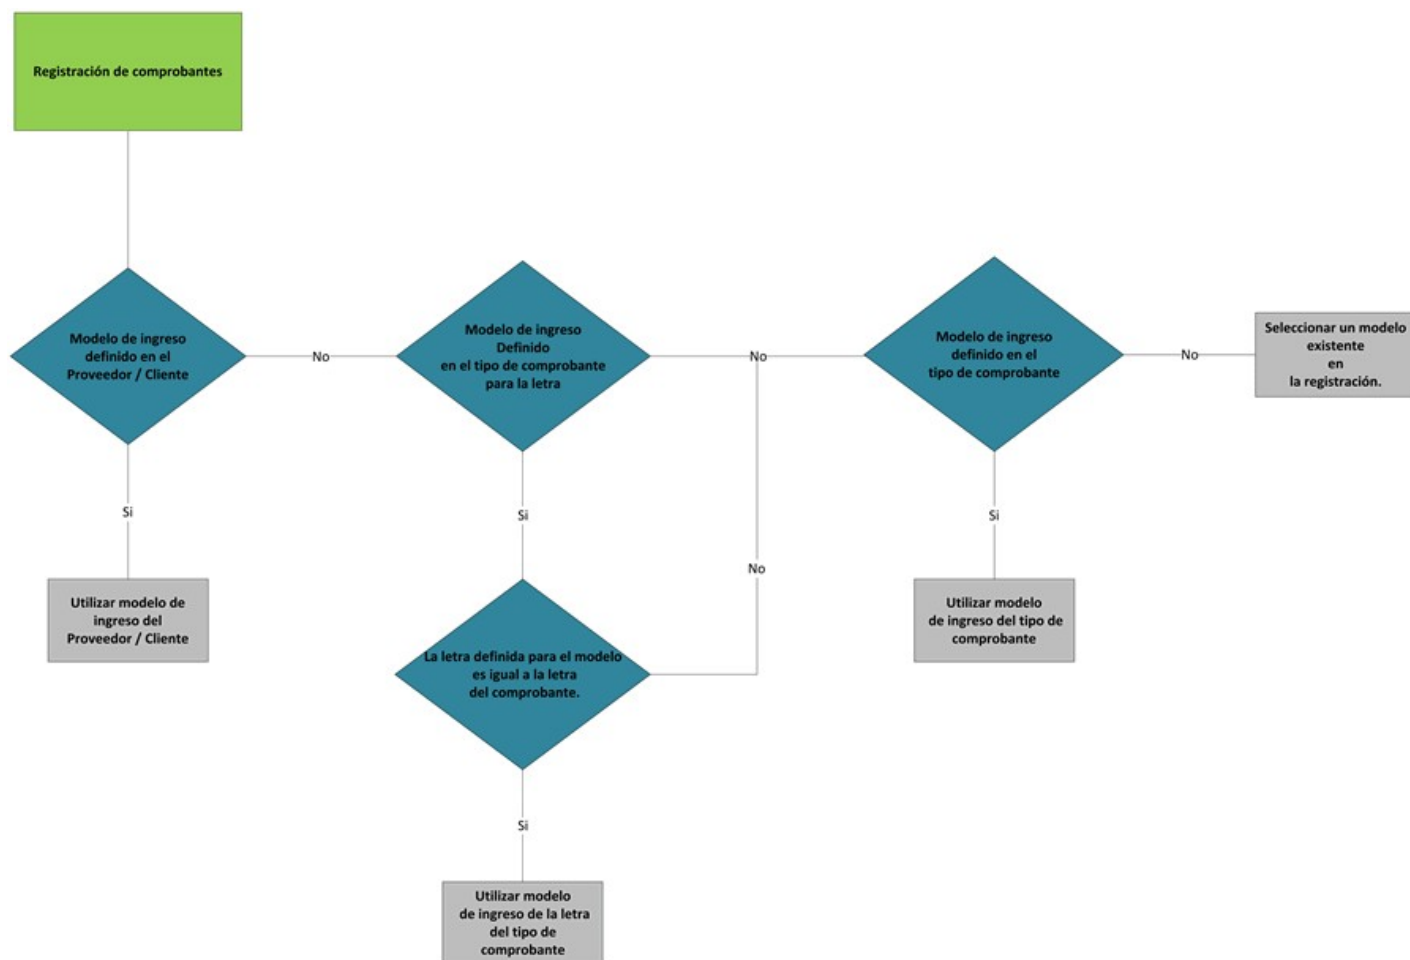 Registración de comprobantes
Modelo de ingreso
definido en el
Proveedor / Cliente
No
Modelo de ingreso
Definido
en el tipo de comprobante
para la letra
No
Modelo de ingreso
definido en el
tipo de comprobante
No
Seleccionar un modelo
existente
en
la registración.
Si
Si
Si
No
Utilizar modelo de
ingreso del
Proveedor / Cliente
Utilizar modelo
de ingreso del tipo de
comprobante
La letra definida para el modelo
es igual a la letra
del comprobante.
Si
Utilizar modelo
de ingreso de la letra
del tipo de
comprobante